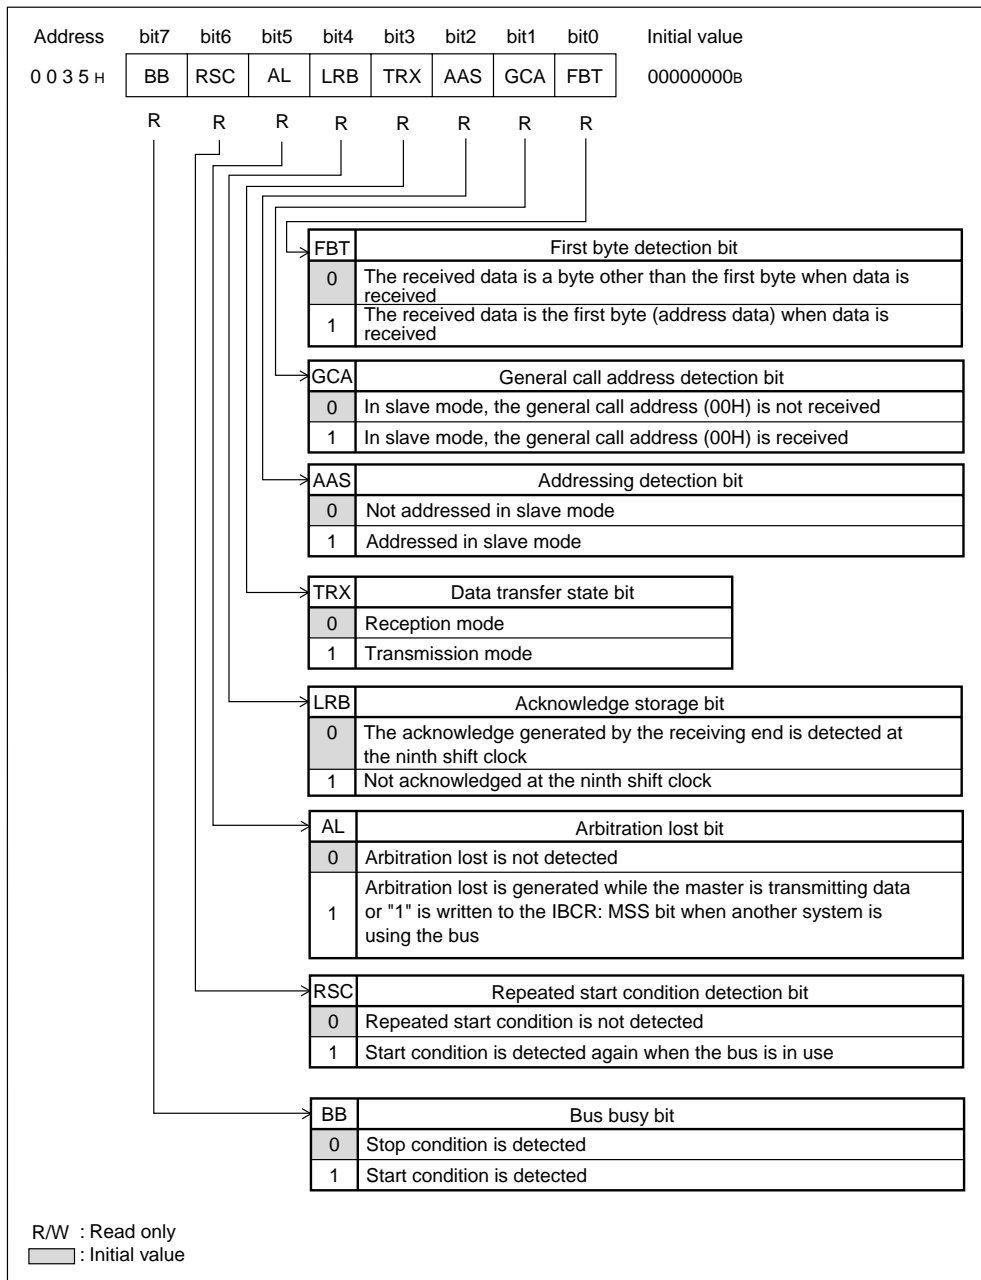 Address bit7 bit6 bit5 bit4 bit3 bit2 bit1 bit0 Initial value
0 0 3 5 H BB RSC AL LRB TRX AAS GCA FBT 00000000B
R R R R R R R R
FBT First byte detection bit
0 The received data is a byte other than the first byte when data is
received
1 The received data is the first byte (address data) when data is
received
GCA General call address detection bit
0 In slave mode, the general call address (00H) is not received
1 In slave mode, the general call address (00H) is received
AAS Addressing detection bit
0 Not addressed in slave mode
1 Addressed in slave mode
TRX Data transfer state bit
0 Reception mode
1 Transmission mode
LRB Acknowledge storage bit
0 The acknowledge generated by the receiving end is detected at
the ninth shift clock
1 Not acknowledged at the ninth shift clock
AL Arbitration lost bit
0 Arbitration lost is not detected
1 Arbitration lost is generated while the master is transmitting data
or "1" is written to the IBCR: MSS bit when another system is
using the bus
RSC Repeated start condition detection bit
0 Repeated start condition is not detected
1 Start condition is detected again when the bus is in use
BB Bus busy bit
0 Stop condition is detected
1 Start condition is detected
R/W : Read only
: Initial value